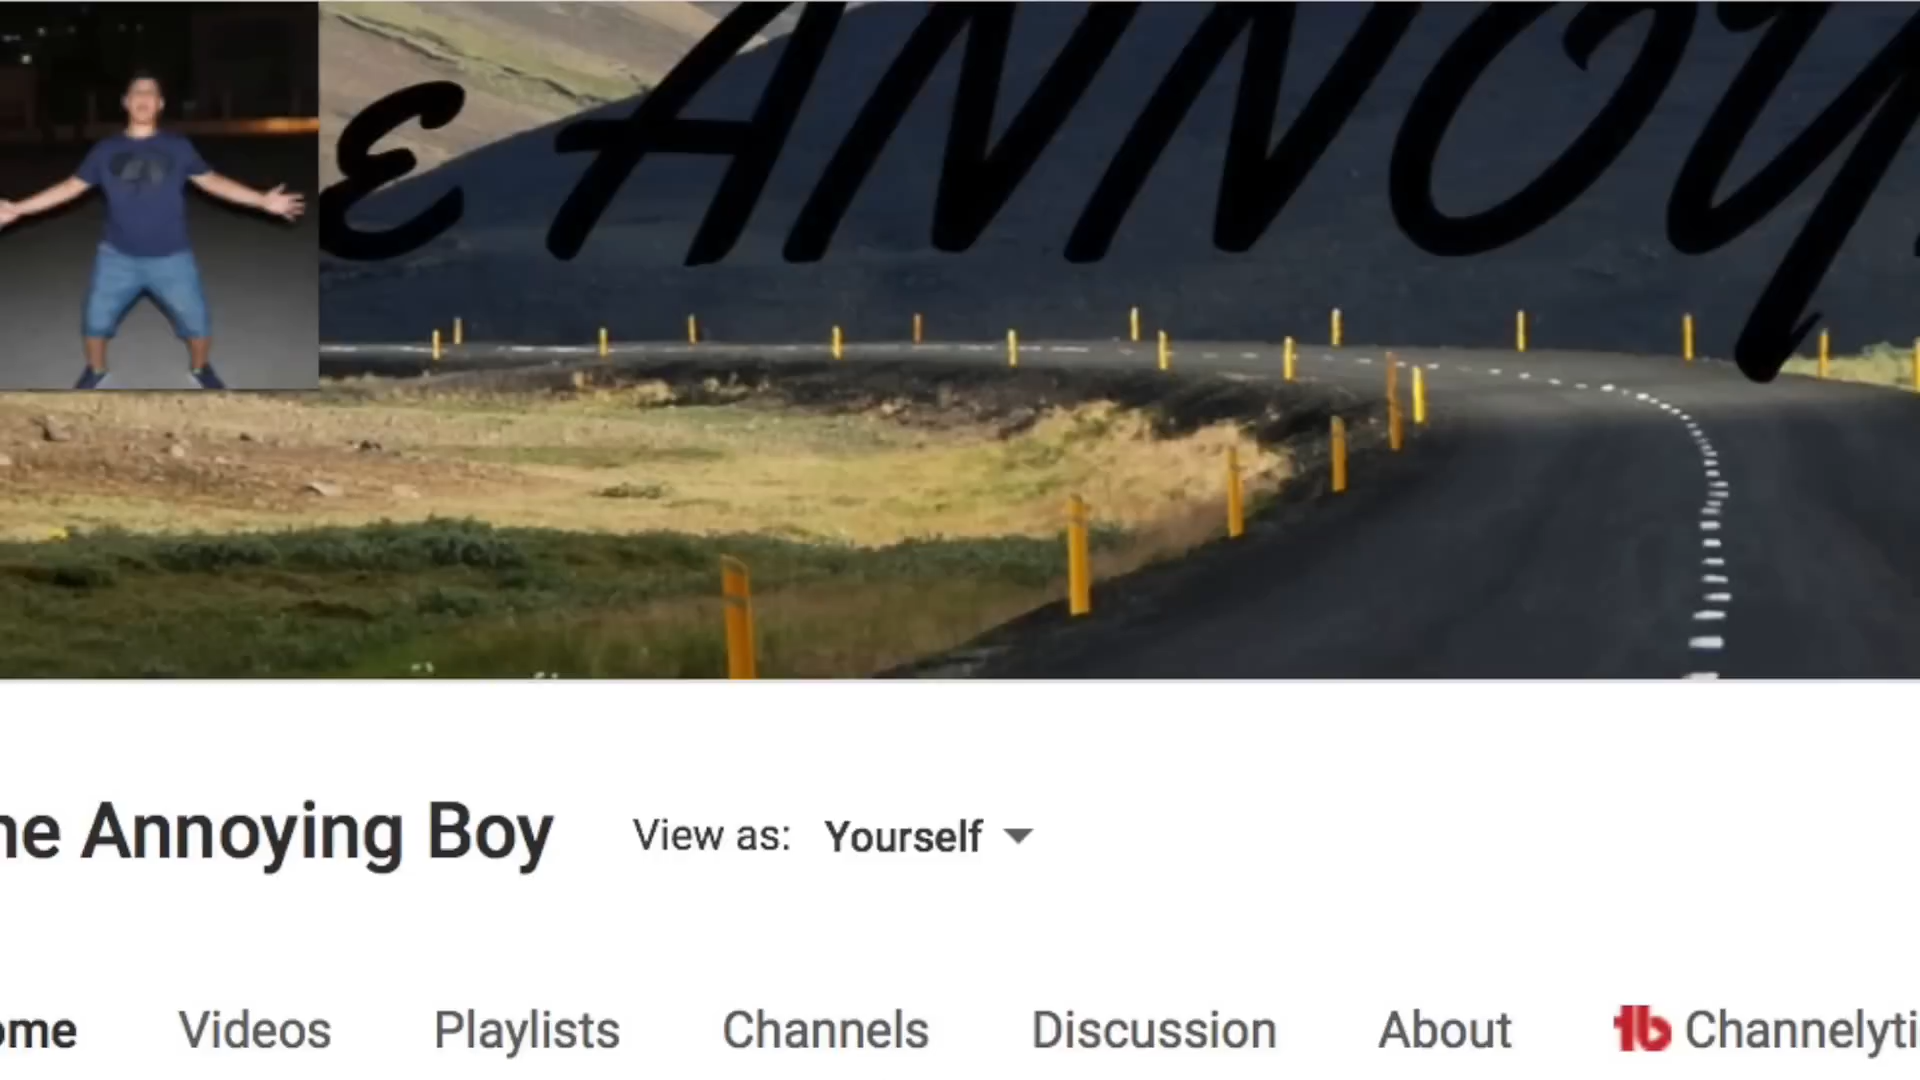 E ANNOY
he Annoying Boy View as: Yourself
ome Videos Playlists Channels Discussion About Channelyti